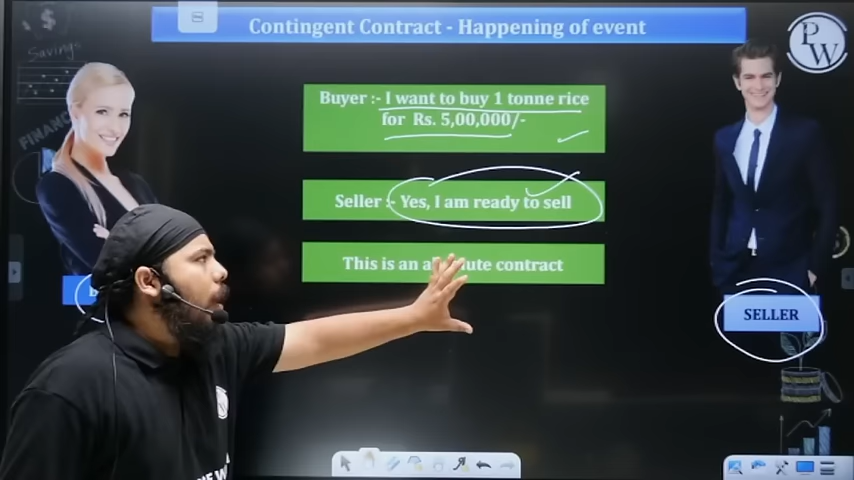 Contingent Contract - Happening of event
PW
Savings
Buyer :- I want to buy 1 tonne rice
for Rs. 5,00,000/-
Seller :- Yes, I am ready to sell
This is an contract
SELLER